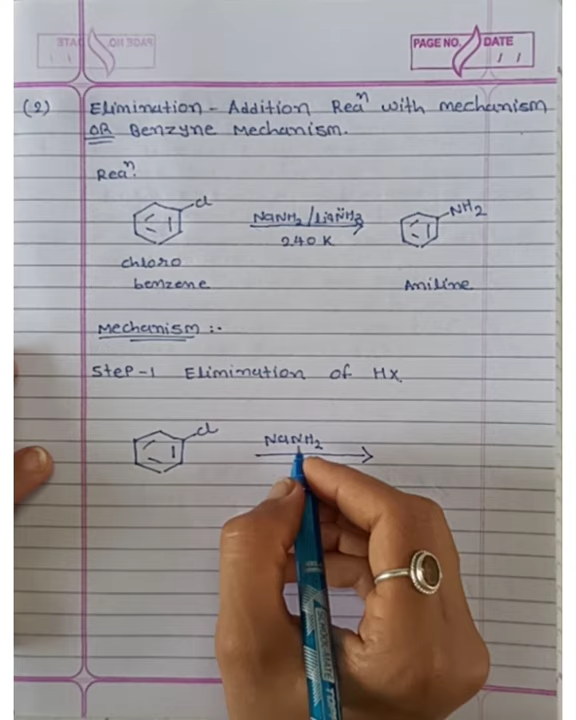 PAGE NO. DATE
/ /
(2) Elimination - Addition Reaⁿ with mechanism
OR Benzyne Mechanism.
Reaⁿ.
Cl NaNH2 / liq NH3 NH2
240 K
chloro
benzene Aniline
Mechanism :-
Step-1 Elimination of HX
Cl NaNH2